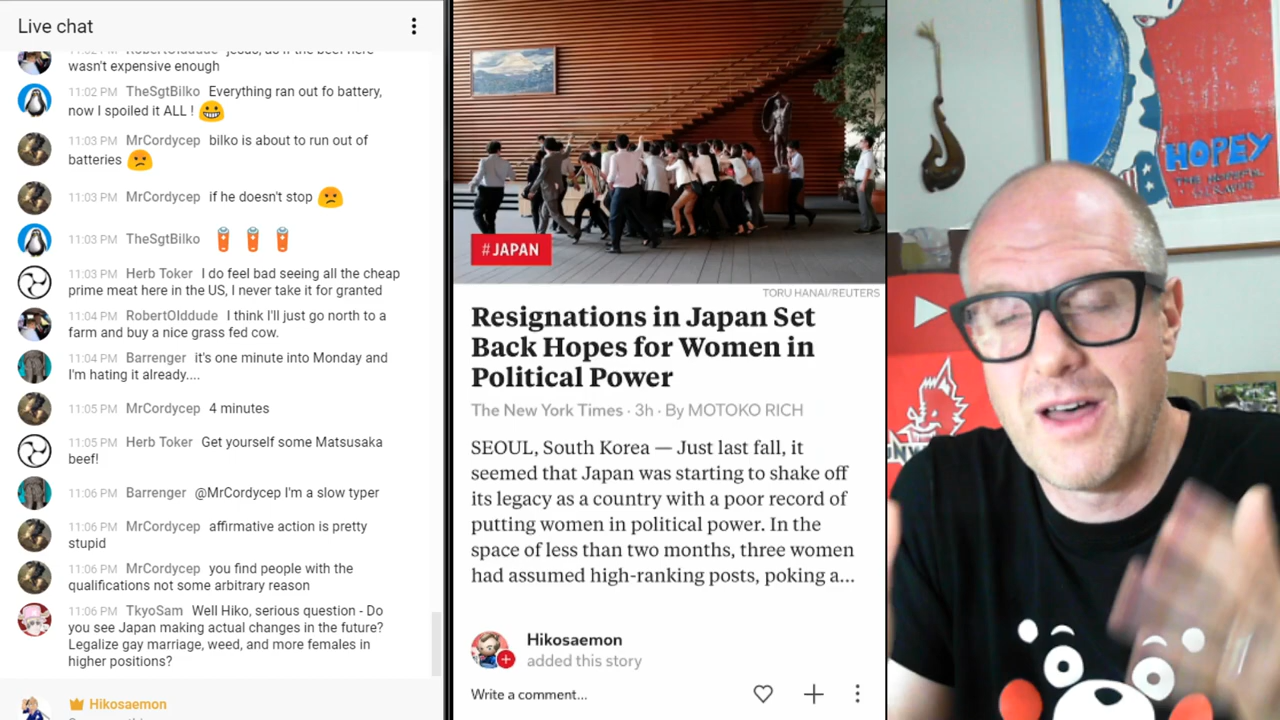 Live chat
11:02 PM RobertOlddude jesus, as if the beef here
wasn't expensive enough
11:02 PM TheSgtBilko Everything ran out fo battery,
now I spoiled it ALL !
11:03 PM MrCordycep bilko is about to run out of
batteries
11:03 PM MrCordycep if he doesn't stop
11:03 PM TheSgtBilko
11:03 PM Herb Toker I do feel bad seeing all the cheap
prime meat here in the US, I never take it for granted
11:04 PM RobertOlddude I think I'll just go north to a
farm and buy a nice grass fed cow.
11:04 PM Barrenger it's one minute into Monday and
I'm hating it already....
11:05 PM MrCordycep 4 minutes
11:05 PM Herb Toker Get yourself some Matsusaka
beef!
11:06 PM Barrenger @MrCordycep I'm a slow typer
11:06 PM MrCordycep affirmative action is pretty
stupid
11:06 PM MrCordycep you find people with the
qualifications not some arbitrary reason
11:06 PM TkyoSam Well Hiko, serious question - Do
you see Japan making actual changes in the future?
Legalize gay marriage, weed, and more females in
higher positions?
Hikosaemon
#JAPAN
TORU HANAI/REUTERS
Resignations in Japan Set
Back Hopes for Women in
Political Power
The New York Times · 3h · By MOTOKO RICH
SEOUL, South Korea — Just last fall, it
seemed that Japan was starting to shake off
its legacy as a country with a poor record of
putting women in political power. In the
space of less than two months, three women
had assumed high-ranking posts, poking a...
Hikosaemon
added this story
Write a comment...
HOPEY